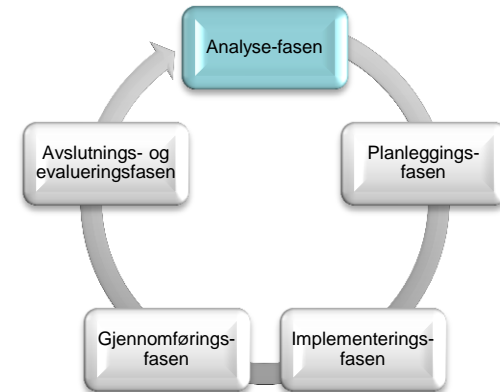 Analyse-fasen
Planleggings-
fasen
Implementerings-
fasen
Gjennomførings-
fasen
Avslutnings- og
evalueringsfasen